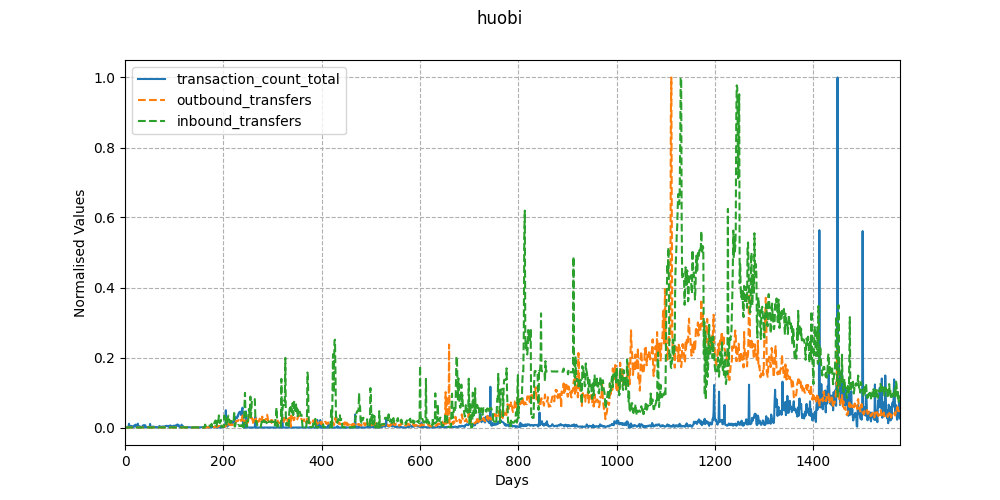 huobi
transaction_count_total
outbound_transfers
inbound_transfers
1.0
0.8
0.6
0.4
0.2
0.0
Normalised Values
0 200 400 600 800 1000 1200 1400
Days